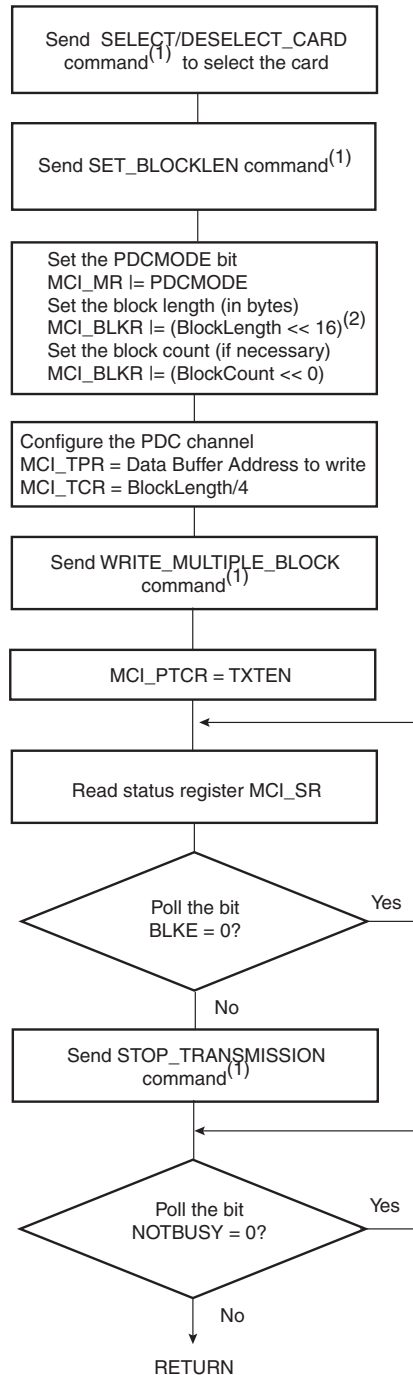 Send SELECT/DESELECT_CARD
command(1) to select the card
Send SET_BLOCKLEN command(1)
Set the PDCMODE bit
MCI_MR |= PDCMODE
Set the block length (in bytes)
MCI_BLKR |= (BlockLength << 16)(2)
Set the block count (if necessary)
MCI_BLKR |= (BlockCount << 0)
Configure the PDC channel
MCI_TPR = Data Buffer Address to write
MCI_TCR = BlockLength/4
Send WRITE_MULTIPLE_BLOCK
command(1)
MCI_PTCR = TXTEN
Read status register MCI_SR
Poll the bit
BLKE = 0?
Yes
No
Send STOP_TRANSMISSION
command(1)
Poll the bit
NOTBUSY = 0?
Yes
No
RETURN